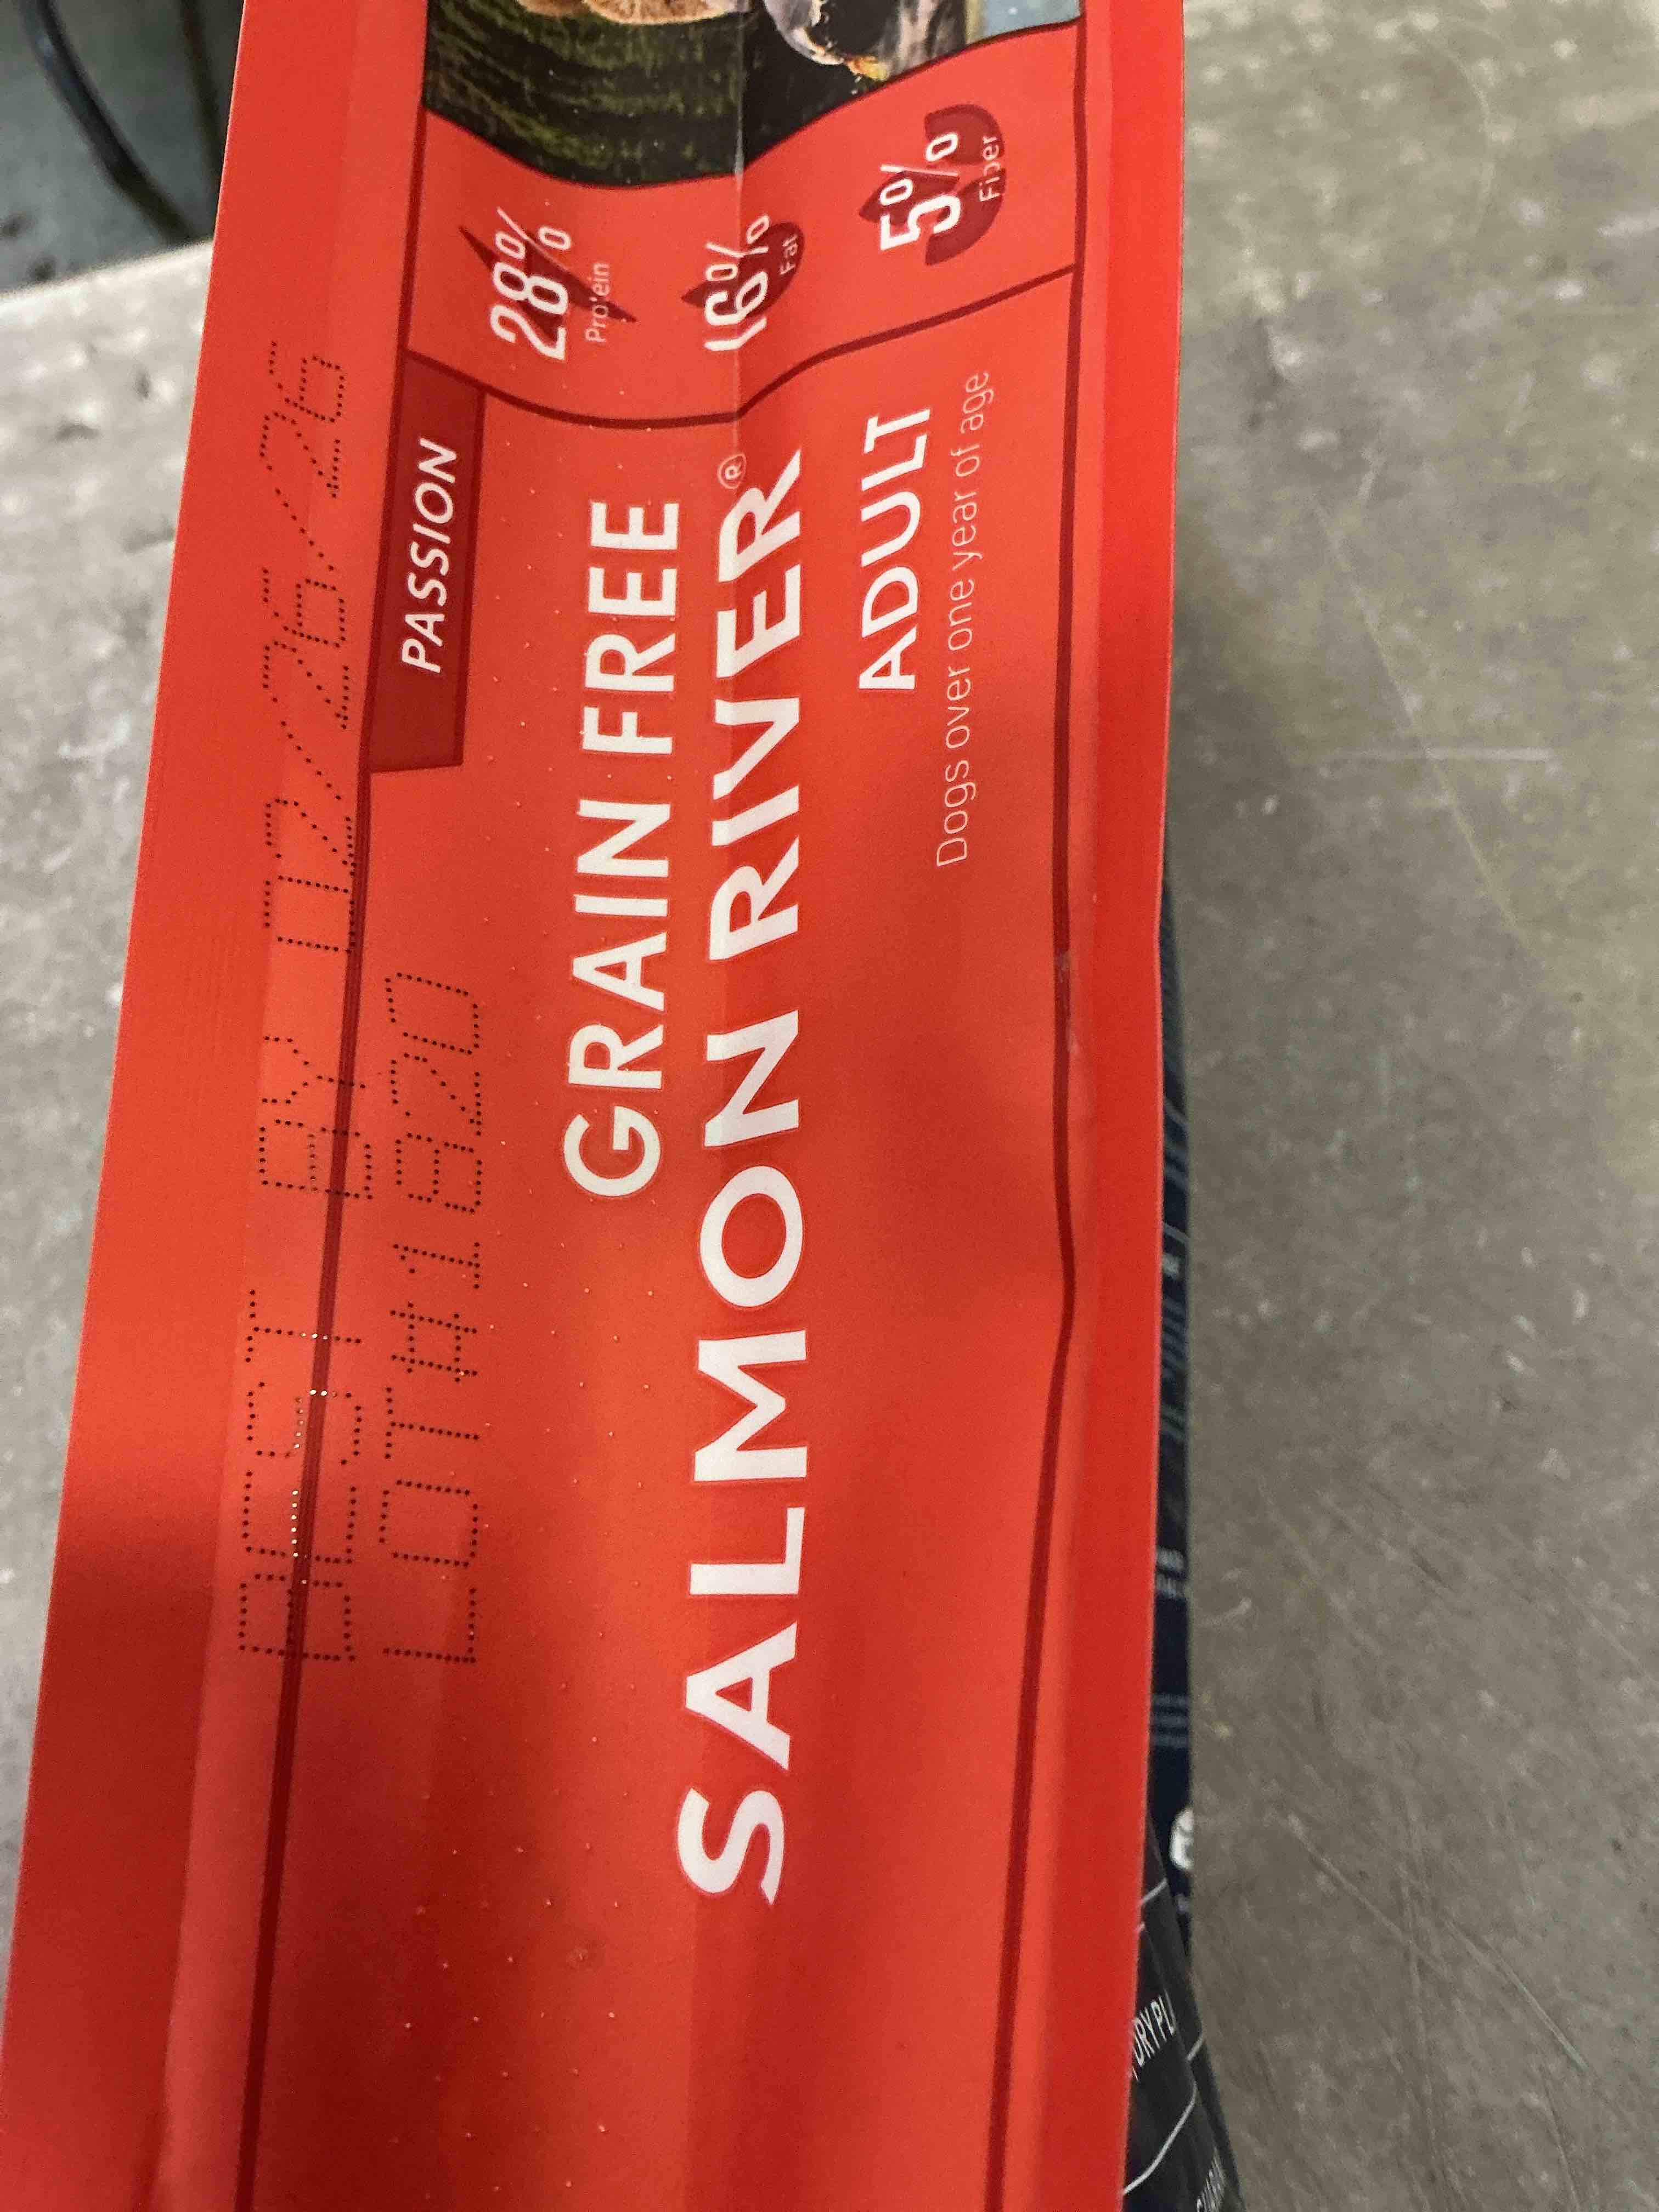 BEST BY 07/26/26
LOT#1820
PASSION
28%
Protein
16%
Fat
5%
Fiber
GRAIN FREE
SALMON RIVER®
ADULT
Dogs over one year of age